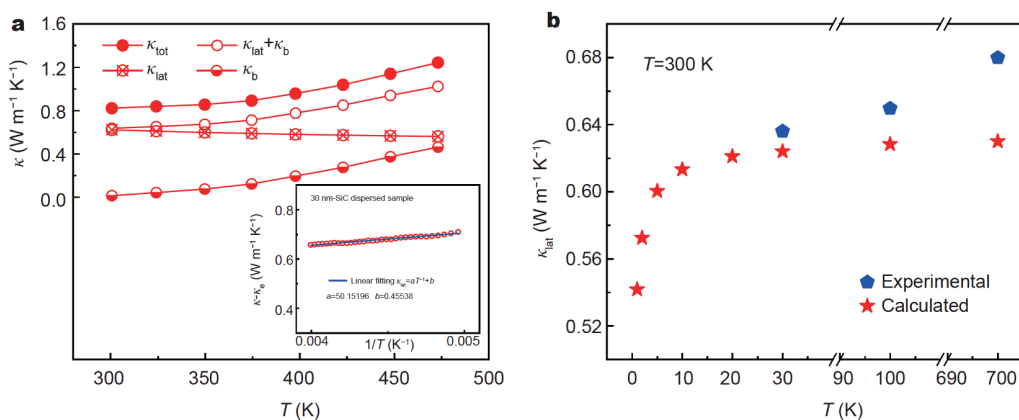 a
κtot
κlat+κb
κlat
κb
κ (W m⁻¹ K⁻¹)
1.6
1.2
0.8
0.4
0.0
30 nm-SiC dispersed sample
κ-κe (W m⁻¹ K⁻¹)
0.8
0.6
0.4
Linear fitting κlat=aT⁻¹+b
a=50.15196 b=0.45538
0.004 0.005
1/T (K⁻¹)
300 350 400 450 500
T (K)
b
T=300 K
κlat (W m⁻¹ K⁻¹)
0.68
0.64
0.60
0.56
0.52
Experimental
Calculated
0 10 20 30 90 100 690 700
T (K)